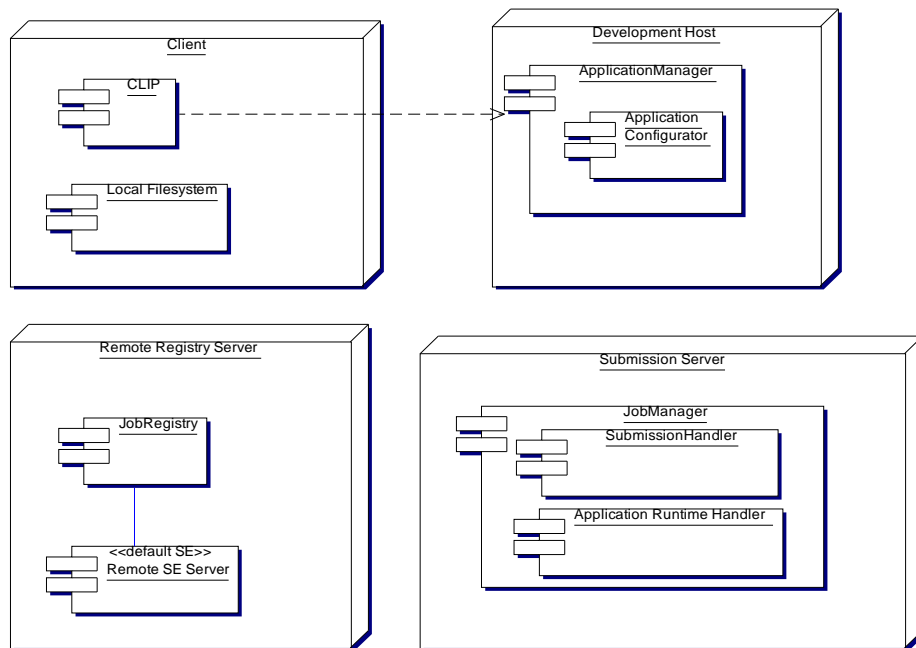 Client
CLIP
Local Filesystem
Development Host
ApplicationManager
Application
Configurator
Remote Registry Server
JobRegistry
<<default SE>>
Remote SE Server
Submission Server
JobManager
SubmissionHandler
Application Runtime Handler